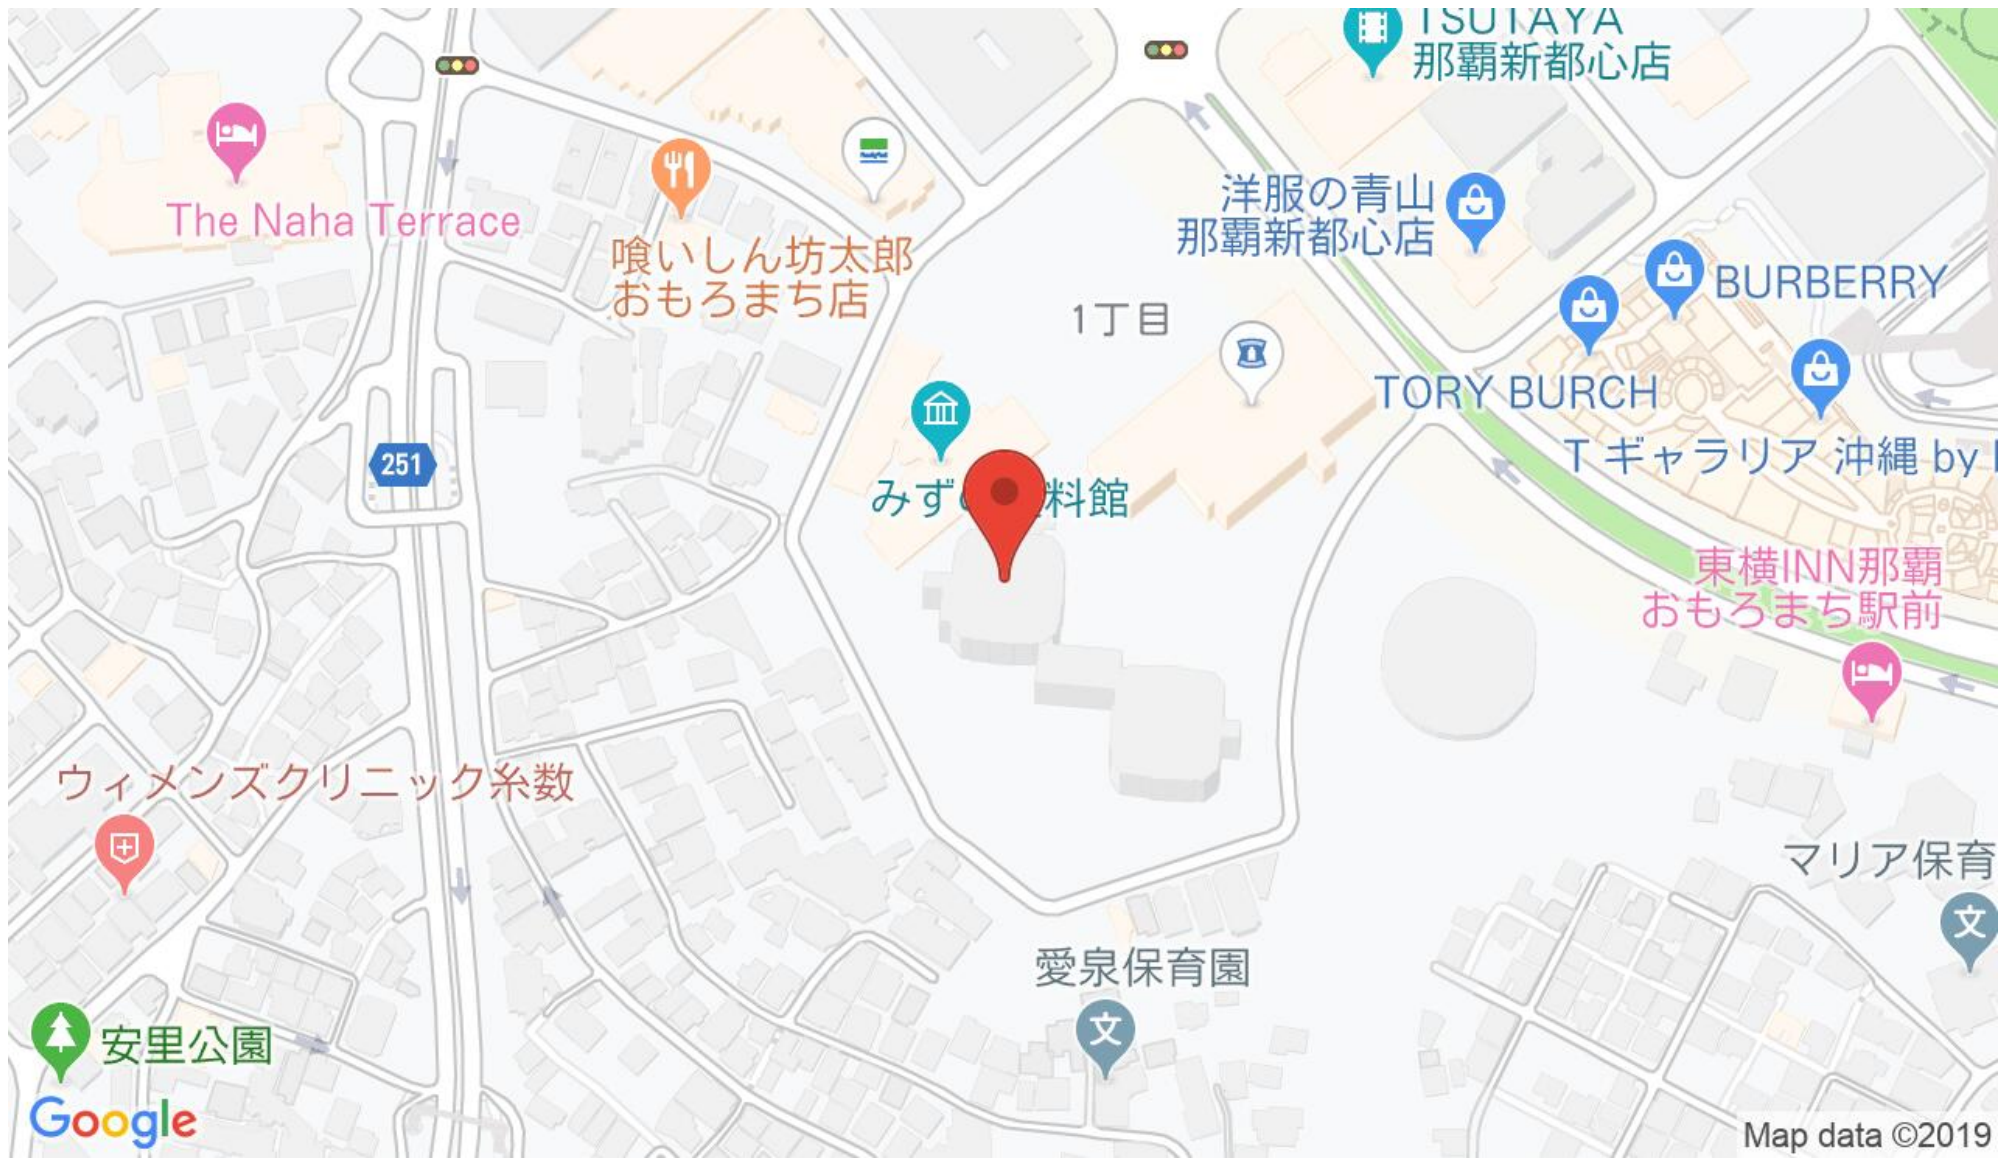 TSUTAYA
那覇新都心店
The Naha Terrace
FamilyMart
喰いしん坊太郎
おもろまち店
洋服の青山
那覇新都心店
BURBERRY
1丁目
TORY BURCH
251
みず
料館
T ギャラリア 沖縄 by
東横INN那覇
おもろまち駅前
ウィメンズクリニック糸数
マリア保育
文
愛泉保育園
文
安里公園
Google
Map data ©2019